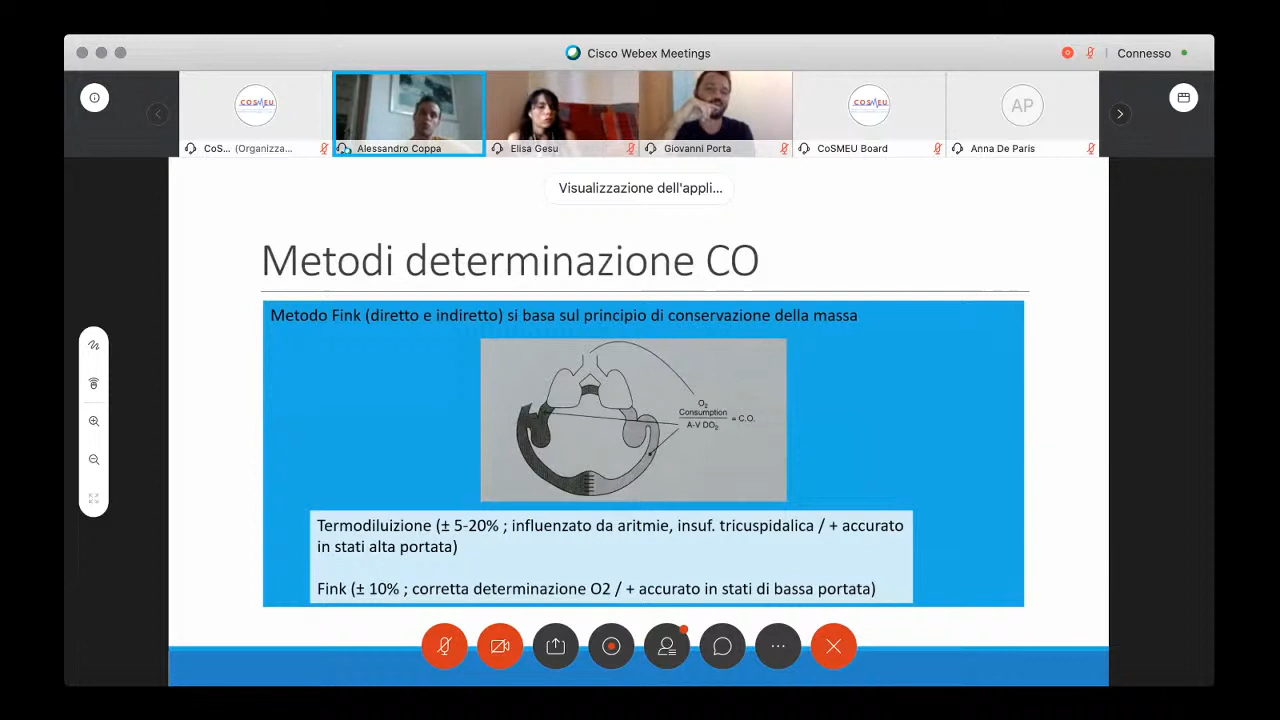 Cisco Webex Meetings
Connesso
COSMEU
COSMEU
AP
CoS... (Organizza...
Alessandro Coppa
Elisa Gesu
Giovanni Porta
CoSMEU Board
Anna De Paris
Visualizzazione dell'appli...
Metodi determinazione CO
Metodo Fink (diretto e indiretto) si basa sul principio di conservazione della massa
O2
Consumption
A-V DO2
= C.O.
Termodiluizione (± 5-20% ; influenzato da aritmie, insuf. tricuspidalica / + accurato
in stati alta portata)
Fink (± 10% ; corretta determinazione O2 / + accurato in stati di bassa portata)